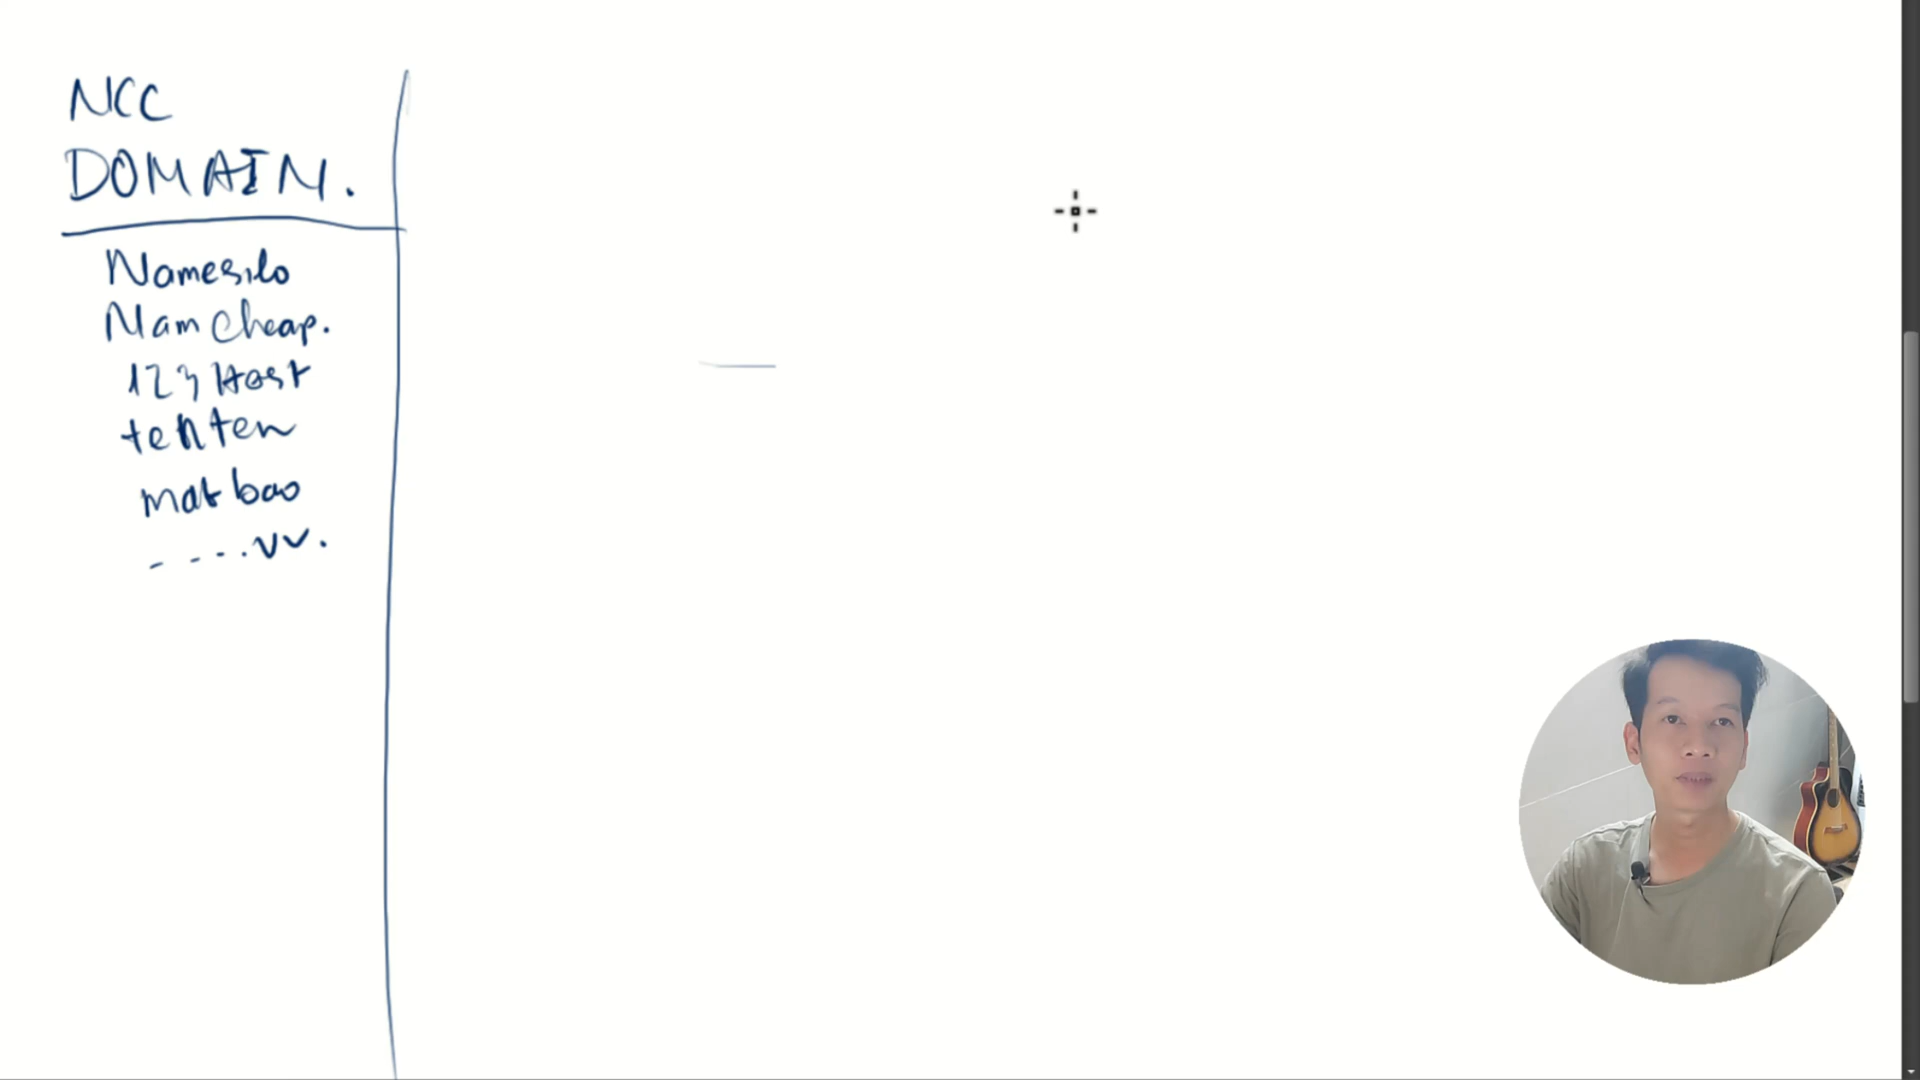 NCC
DOMAIN.
Namesilo
Nam cheap.
123 Host
tenten
mat bao
.....vv.